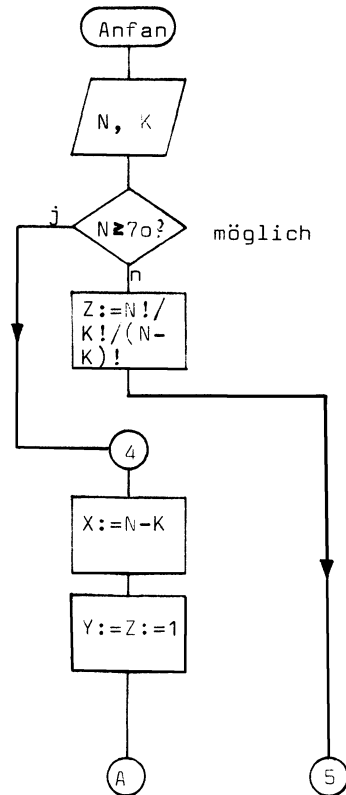 Anfan
N, K
j
N≥7o?
möglich
n
Z:=N!/
K!/(N-
K)!
4
X:=N-K
Y:=Z:=1
A
5